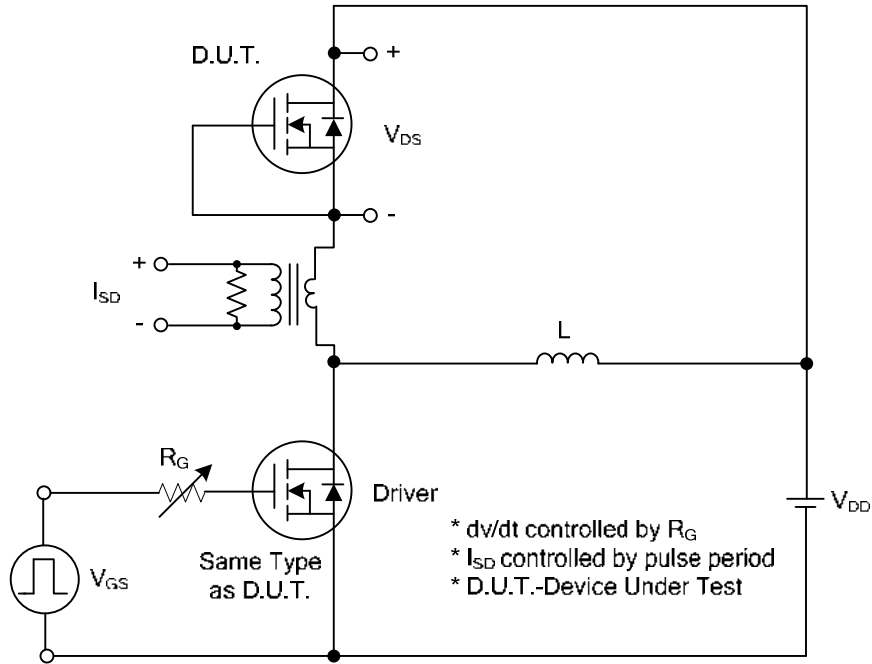 D.U.T.
+
VDS
-
+
ISD
-
L
RG
Driver
VDD
VGS
Same Type
as D.U.T.
* dv/dt controlled by RG
* ISD controlled by pulse period
* D.U.T.-Device Under Test